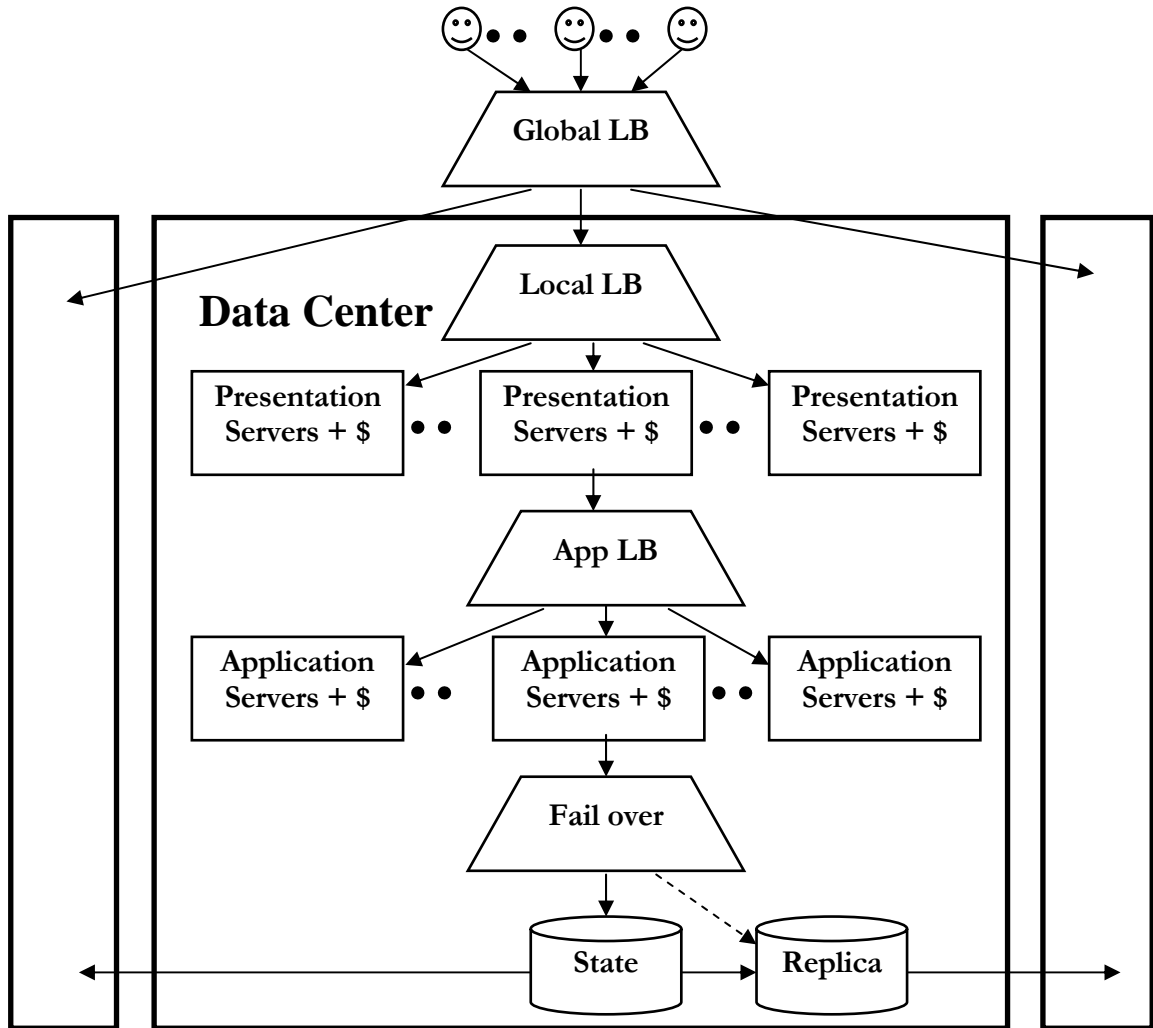 Global LB
Local LB
Data Center
Presentation
Servers + $
Presentation
Servers + $
Presentation
Servers + $
App LB
Application
Servers + $
Application
Servers + $
Application
Servers + $
Fail over
State
Replica